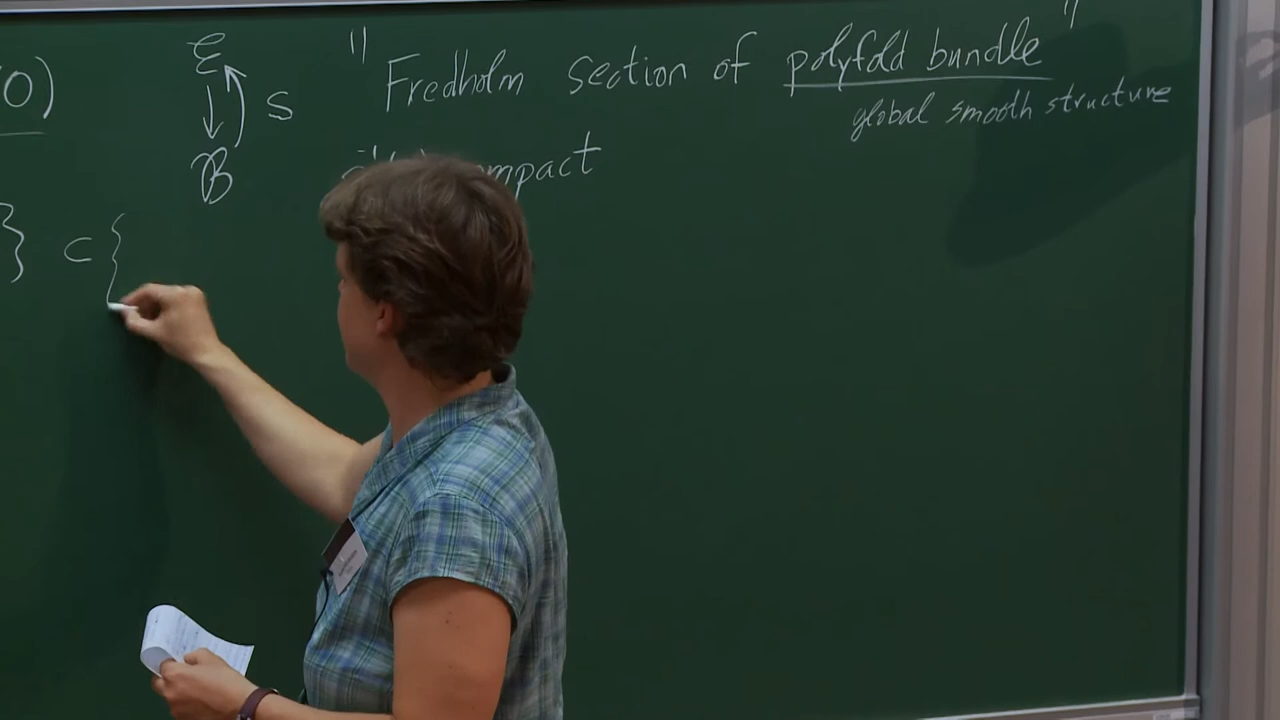 ε "Fredholm section of polyfold bundle"
0) ↓ ↑ s global smooth structure
B compact
} ⊂ {